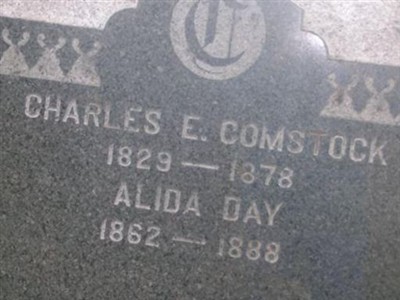 C
CHARLES E. COMSTOCK
1829 — 1878
ALIDA DAY
1862 — 1888